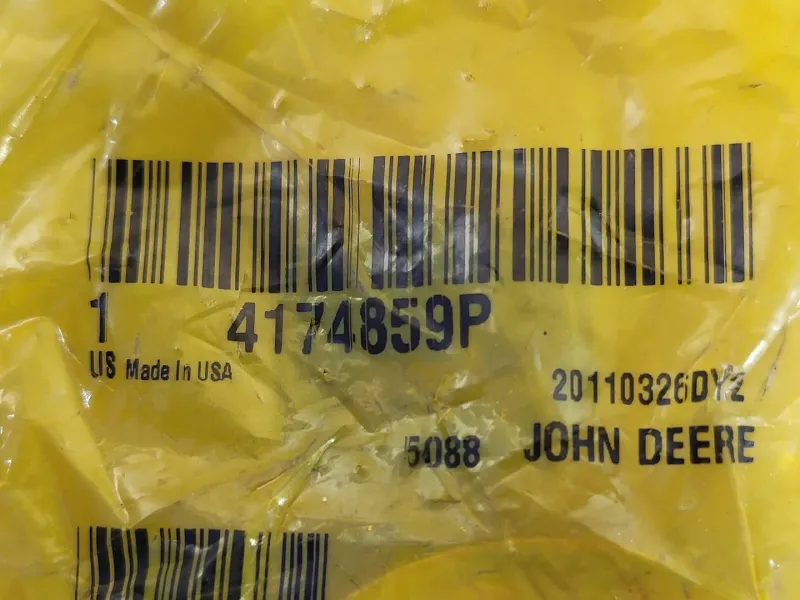 1 4174859P
US Made In USA
20110326DY2
5088 JOHN DEERE